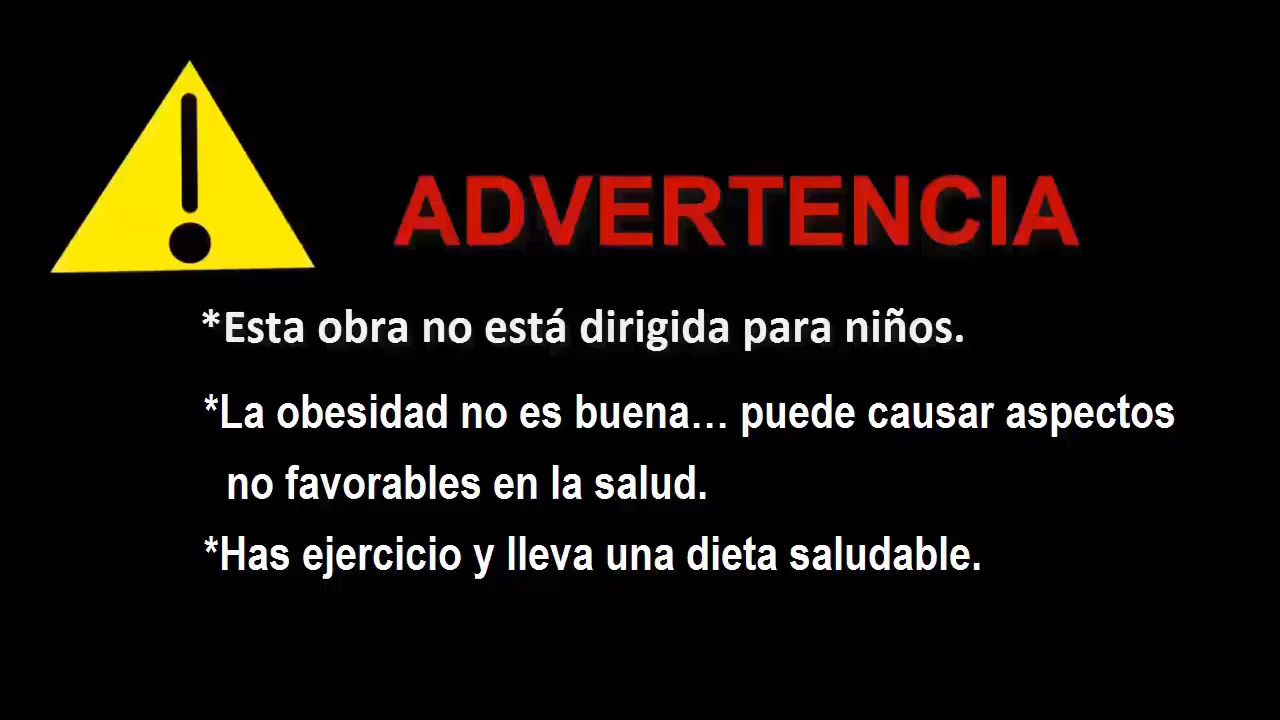 ADVERTENCIA
*Esta obra no está dirigida para niños.
*La obesidad no es buena... puede causar aspectos
no favorables en la salud.
*Has ejercicio y lleva una dieta saludable.